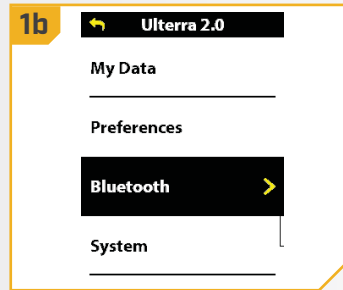 1b
Ulterra 2.0
My Data
Preferences
Bluetooth
System